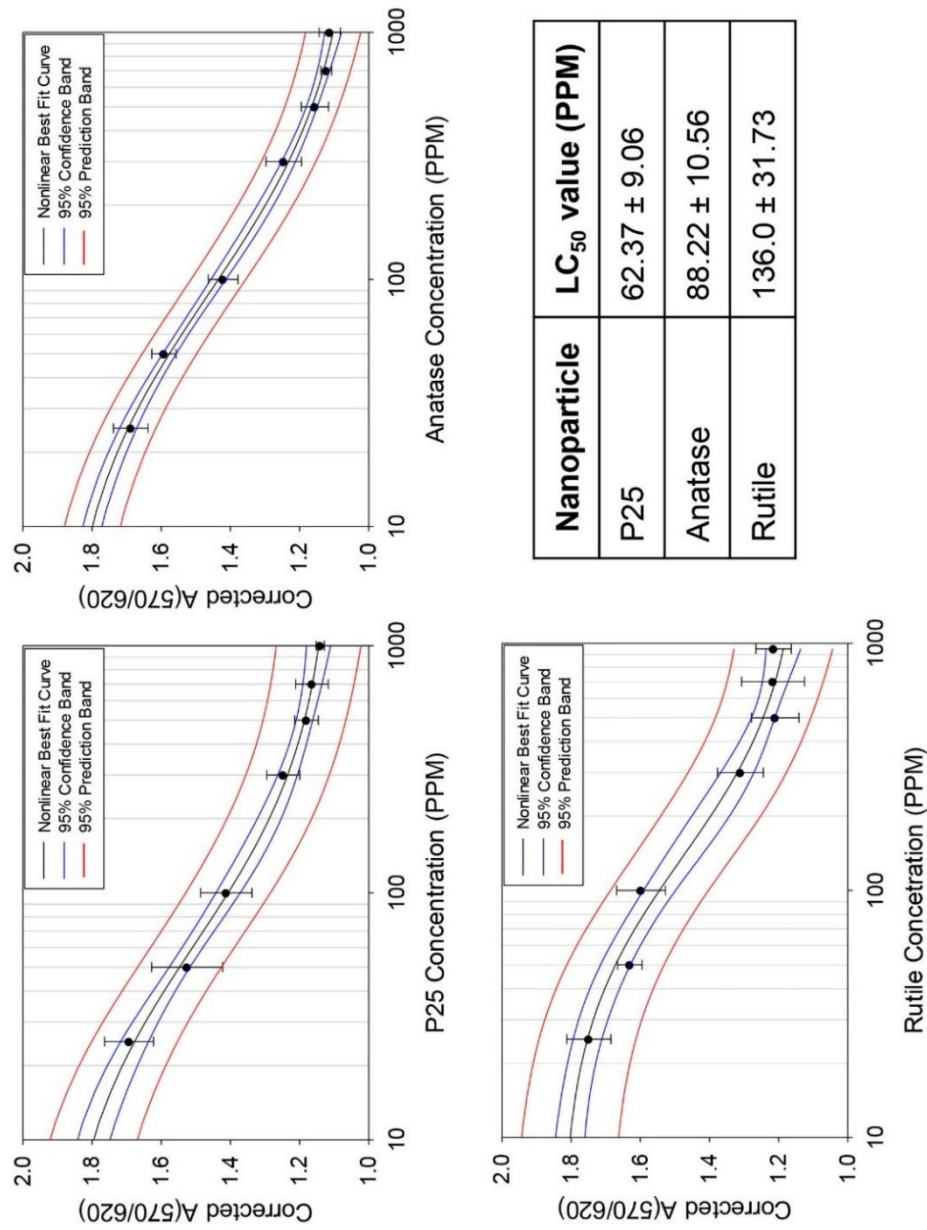 2.0
1.8
1.6
1.4
1.2
1.0
Corrected A(570/620)
Nonlinear Best Fit Curve
95% Confidence Band
95% Prediction Band
10
100
1000
P25 Concentration (PPM)
2.0
1.8
1.6
1.4
1.2
1.0
Corrected A(570/620)
Nonlinear Best Fit Curve
95% Confidence Band
95% Prediction Band
10
100
1000
Anatase Concentration (PPM)
2.0
1.8
1.6
1.4
1.2
1.0
Corrected A(570/620)
Nonlinear Best Fit Curve
95% Confidence Band
95% Prediction Band
10
100
1000
Rutile Concetration (PPM)
Nanoparticle LC₅₀ value (PPM)
P25 62.37 ± 9.06
Anatase 88.22 ± 10.56
Rutile 136.0 ± 31.73